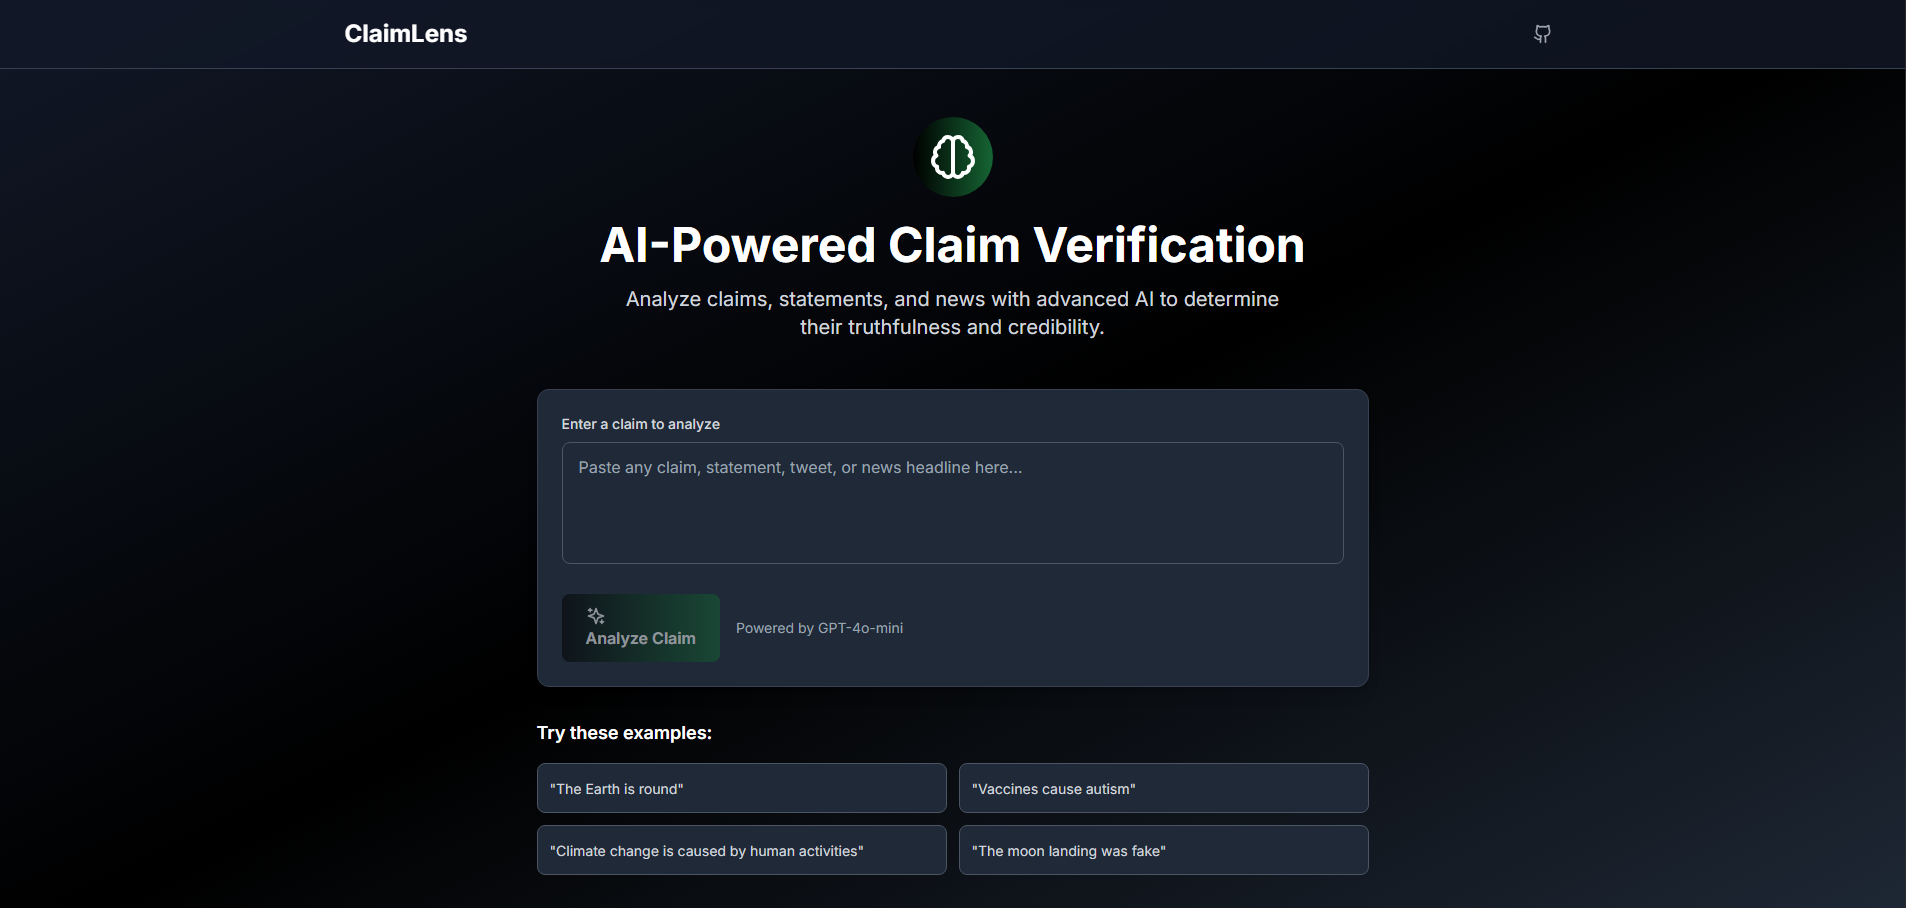 ClaimLens
AI-Powered Claim Verification
Analyze claims, statements, and news with advanced AI to determine
their truthfulness and credibility.
Enter a claim to analyze
Paste any claim, statement, tweet, or news headline here...
Analyze Claim
Powered by GPT-4o-mini
Try these examples:
"The Earth is round"
"Vaccines cause autism"
"Climate change is caused by human activities"
"The moon landing was fake"